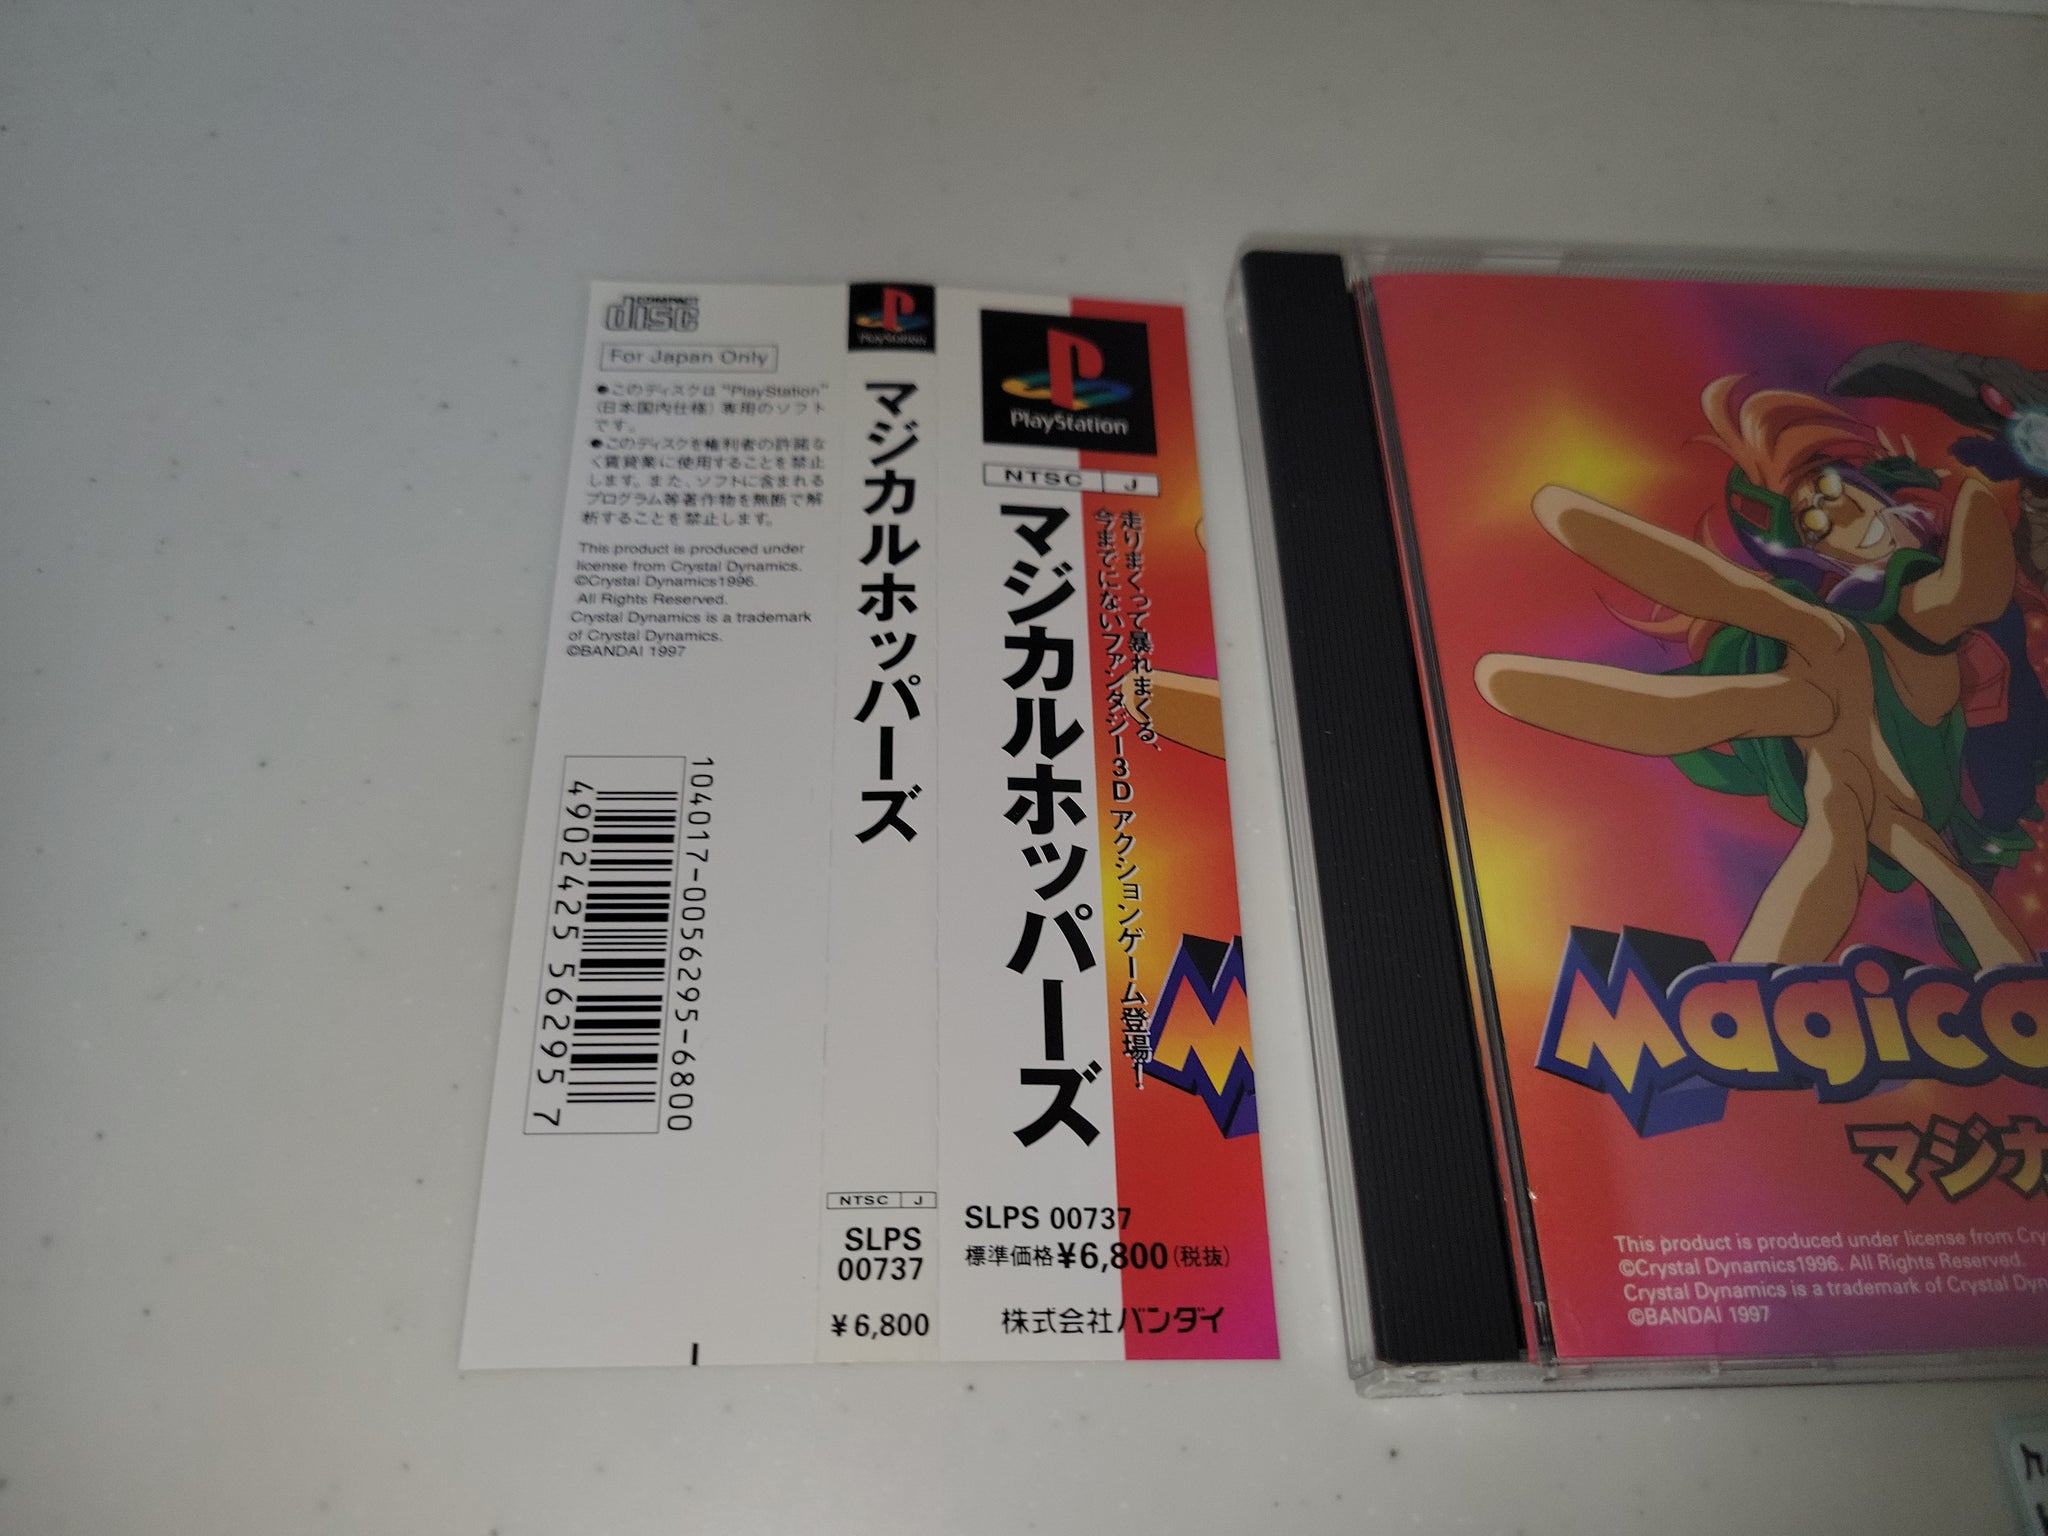 COMPACT
disc
For Japan Only
●このディスクは "PlayStation"
(日本国内仕様) 専用のソフト
です。
●このディスクを権利者の許諾な
く賃貸業に使用することを禁止
します。また、ソフトに含まれる
プログラム等著作物を無断で解
析することを禁止します。
This product is produced under
license from Crystal Dynamics.
©Crystal Dynamics1996.
All Rights Reserved.
Crystal Dynamics is a trademark
of Crystal Dynamics.
©BANDAI 1997
104017-0056295-6800
4902425 562957
PlayStation
マジカルホッパーズ
NTSC J
SLPS
00737
¥6,800
PlayStation
NTSC J
走りまくって暴れまくる、
今までにないファンタジー3Dアクションゲーム登場!
マジカルホッパーズ
SLPS 00737
標準価格¥6,800(税抜)
株式会社バンダイ
M
Magical
マジカ
This product is produced under license from Cry
©Crystal Dynamics1996. All Rights Reserved.
Crystal Dynamics is a trademark of Crystal Dyn
©BANDAI 1997